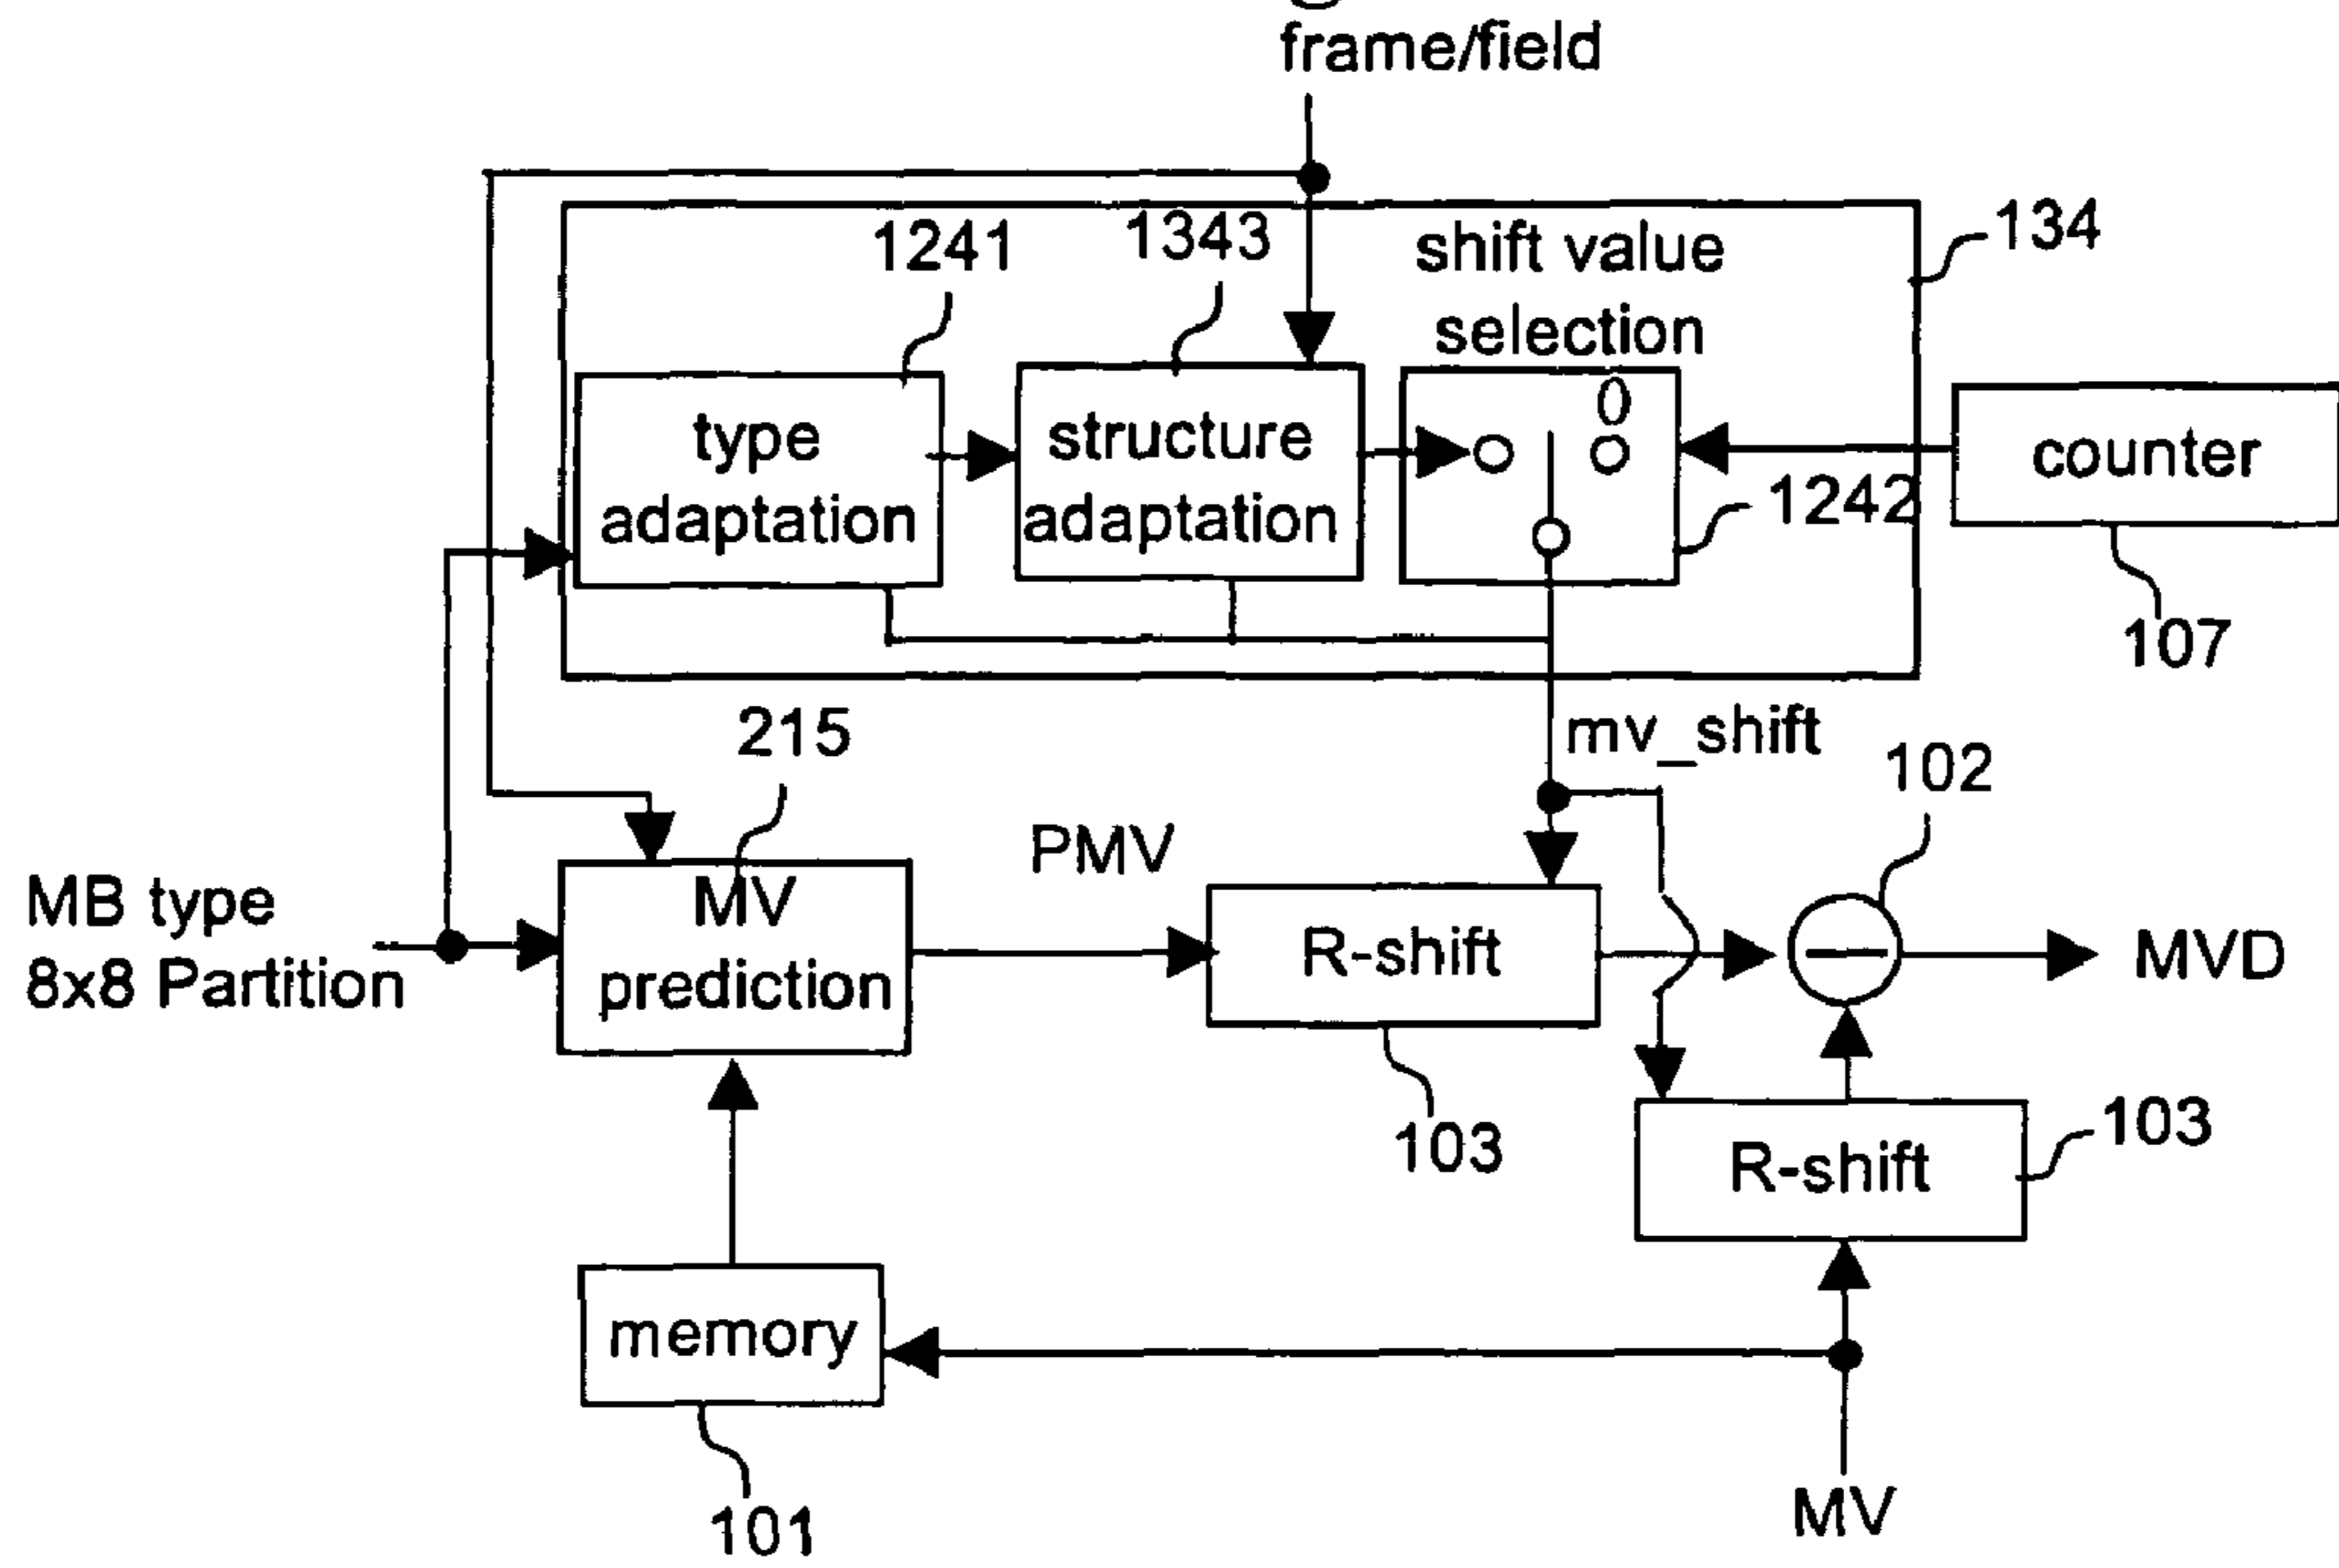 frame/field
1241
1343
shift value
selection
134
type
adaptation
structure
adaptation
0
counter
1242
107
215
mv_shift
102
PMV
MB type
8x8 Partition
MV
prediction
R-shift
MVD
103
R-shift
103
memory
101
MV